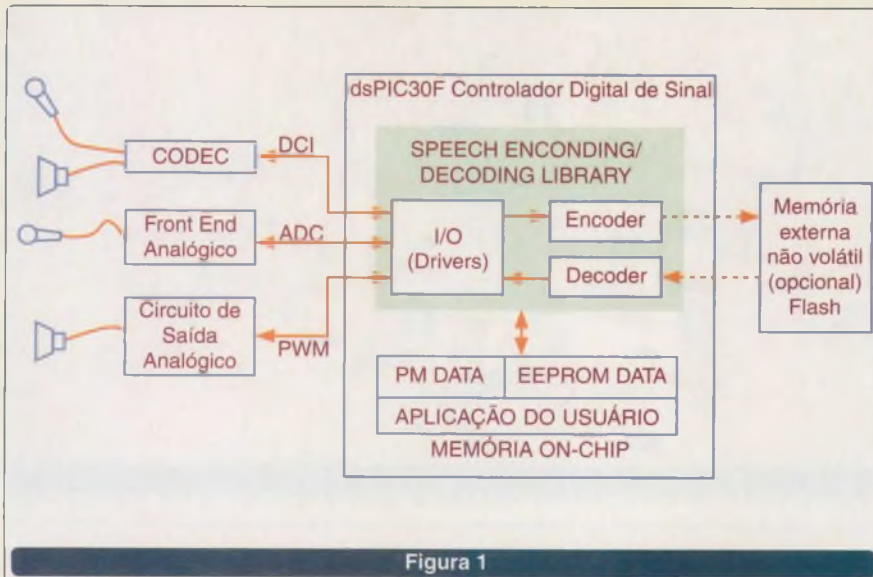 dsPIC30F Controlador Digital de Sinal
CODEC
DCI
SPEECH ENCONDING/
DECODING LIBRARY
Front End
Analógico
ADC
I/O
(Drivers)
Encoder
Decoder
Memória
externa
não volátil
(opcional)
Flash
Circuito de
Saída
Analógico
PWM
PM DATA
EEPROM DATA
APLICAÇÃO DO USUÁRIO
MEMÓRIA ON-CHIP
Figura 1